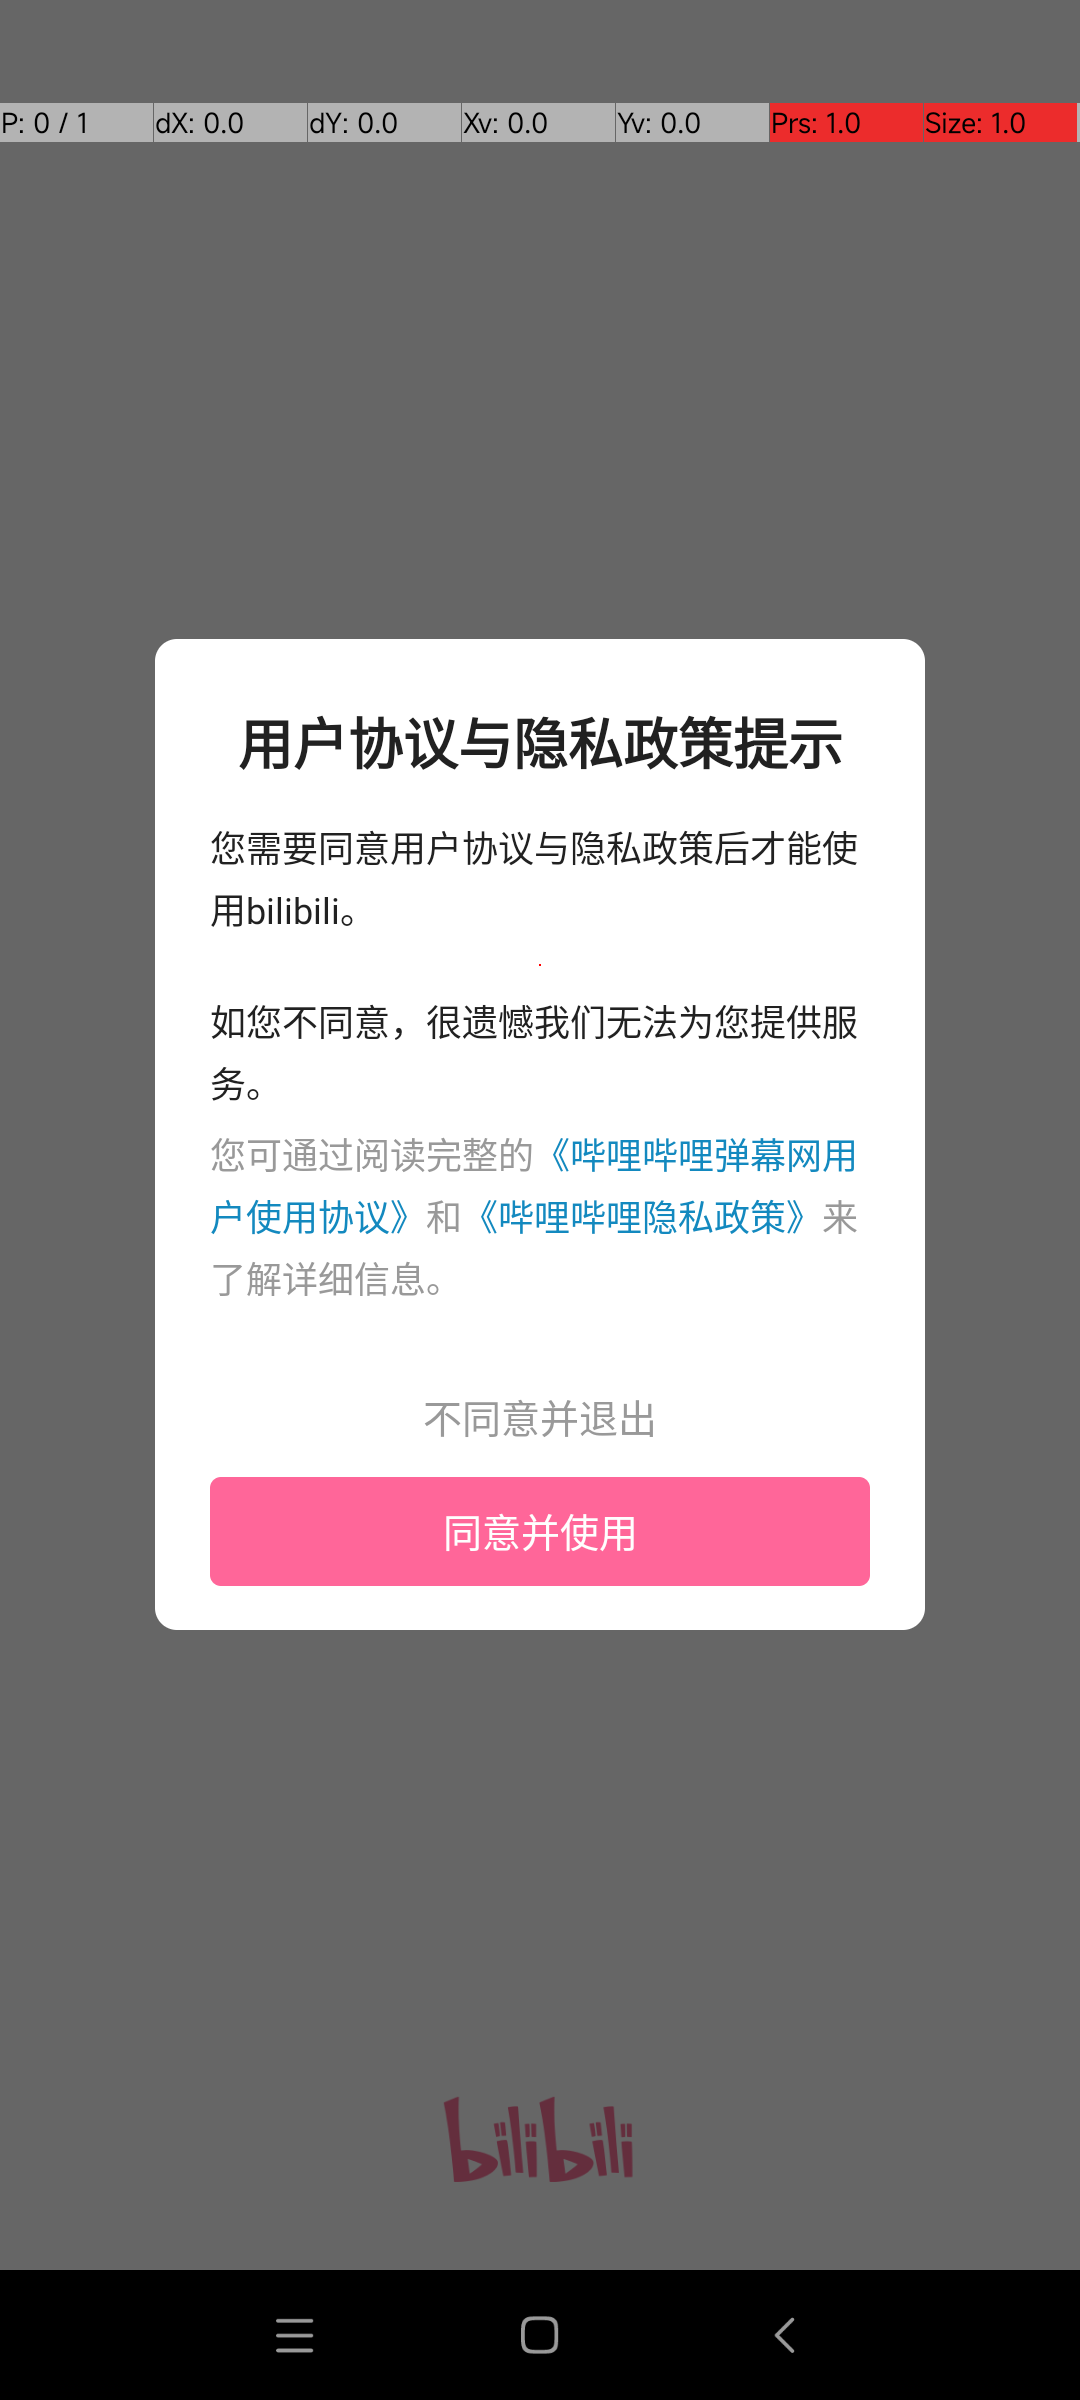 P: 0 / 1 dX: 0.0 dY: 0.0 Xv: 0.0 Yv: 0.0 Prs: 1.0 Size: 1.0
用户协议与隐私政策提示
您需要同意用户协议与隐私政策后才能使
用bilibili。
如您不同意，很遗憾我们无法为您提供服
务。
您可通过阅读完整的《哔哩哔哩弹幕网用
户使用协议》和《哔哩哔哩隐私政策》来
了解详细信息。
不同意并退出
同意并使用
bilibili